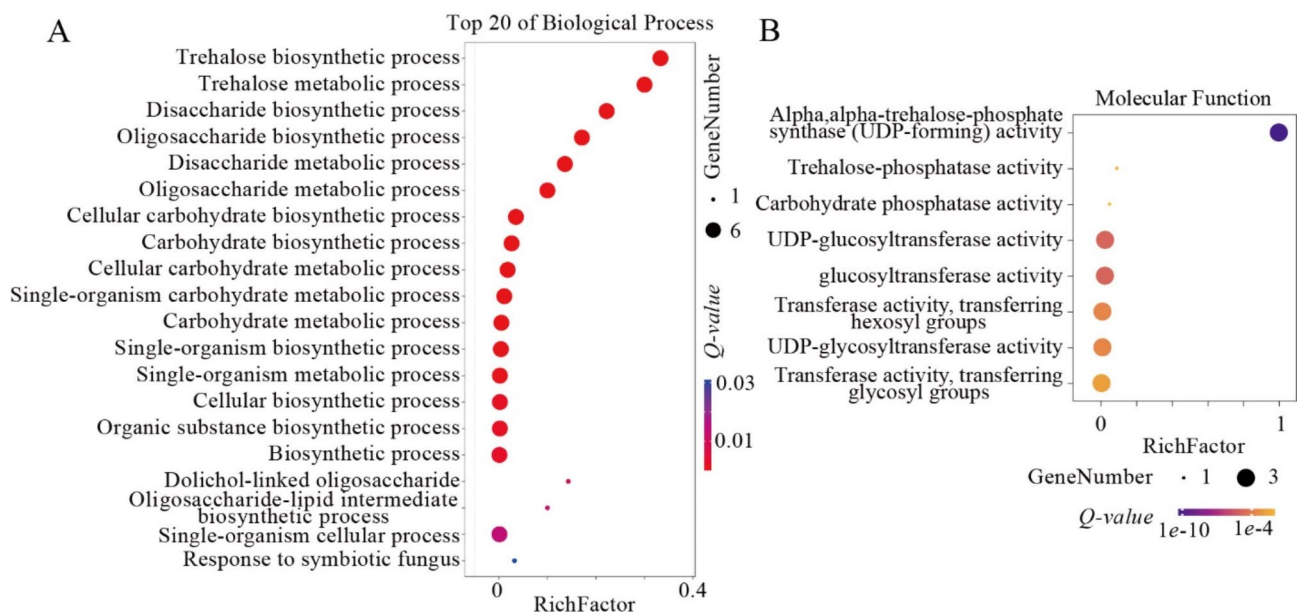 A
Top 20 of Biological Process
Trehalose biosynthetic process
Trehalose metabolic process
Disaccharide biosynthetic process
Oligosaccharide biosynthetic process
Disaccharide metabolic process
Oligosaccharide metabolic process
Cellular carbohydrate biosynthetic process
Carbohydrate biosynthetic process
Cellular carbohydrate metabolic process
Single-organism carbohydrate metabolic process
Carbohydrate metabolic process
Single-organism biosynthetic process
Single-organism metabolic process
Cellular biosynthetic process
Organic substance biosynthetic process
Biosynthetic process
Dolichol-linked oligosaccharide
Oligosaccharide-lipid intermediate
biosynthetic process
Single-organism cellular process
Response to symbiotic fungus
0
0.4
RichFactor
GeneNumber
1
6
Q-value
0.03
0.01
B
Molecular Function
Alpha,alpha-trehalose-phosphate
synthase (UDP-forming) activity
Trehalose-phosphatase activity
Carbohydrate phosphatase activity
UDP-glucosyltransferase activity
glucosyltransferase activity
Transferase activity, transferring
hexosyl groups
UDP-glycosyltransferase activity
Transferase activity, transferring
glycosyl groups
0
1
RichFactor
GeneNumber
1
3
Q-value
1e-10
1e-4